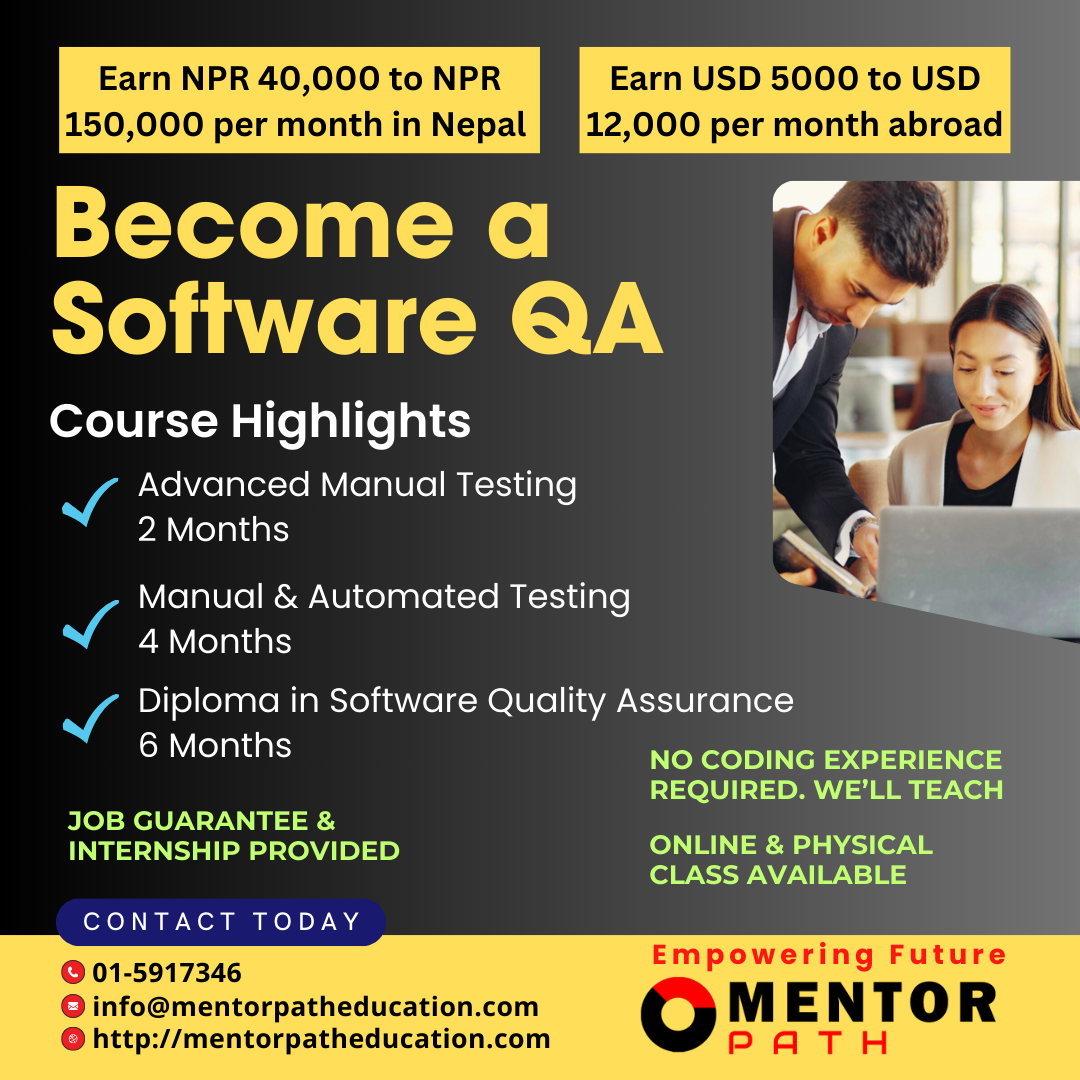 Earn NPR 40,000 to NPR
150,000 per month in Nepal
Earn USD 5000 to USD
12,000 per month abroad
Become a
Software QA
Course Highlights
Advanced Manual Testing
2 Months
Manual & Automated Testing
4 Months
Diploma in Software Quality Assurance
6 Months
JOB GUARANTEE &
INTERNSHIP PROVIDED
NO CODING EXPERIENCE
REQUIRED. WE’LL TEACH
ONLINE & PHYSICAL
CLASS AVAILABLE
CONTACT TODAY
01-5917346
info@mentorpatheducation.com
http://mentorpatheducation.com
Empowering Future
MENTOR
PATH